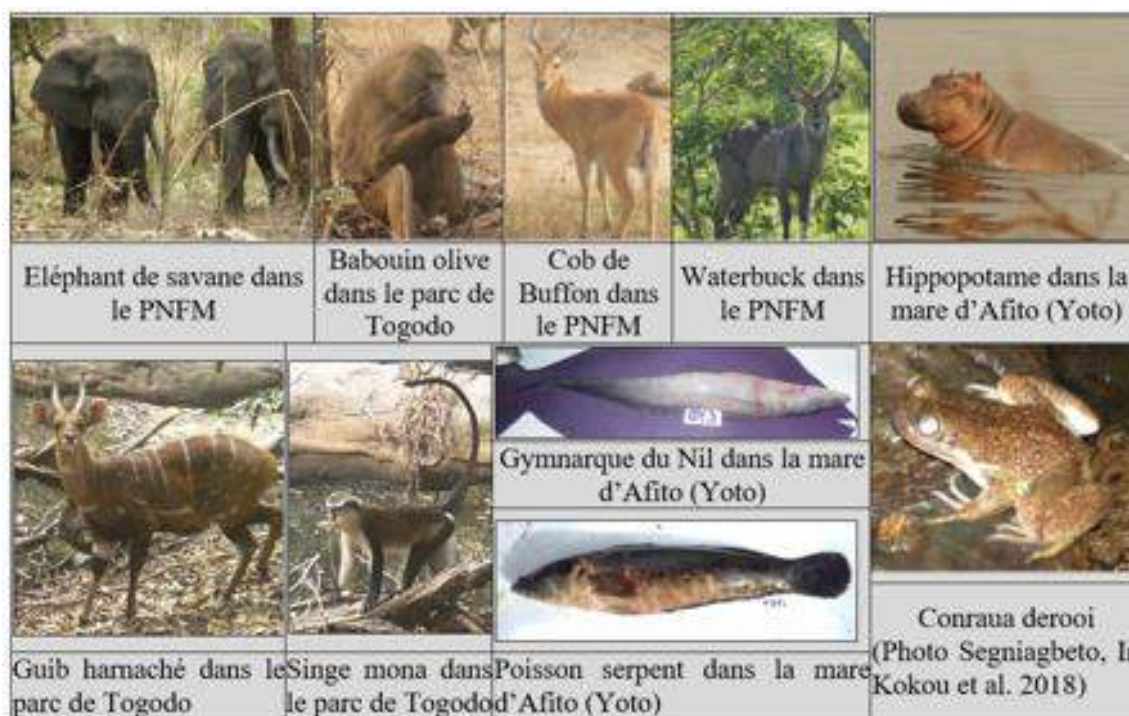 Eléphant de savane dans
le PNFM
Babouin olive
dans le parc de
Togodo
Cob de
Buffon dans
le PNFM
Waterbuck dans
le PNFM
Hippopotame dans la
mare d'Afito (Yoto)
Gymnarque du Nil dans la mare
d'Afito (Yoto)
Guib harnaché dans le
parc de Togodo
Singe mona dans
le parc de Togodo
Poisson serpent dans la mare
d'Afito (Yoto)
Conraua derooi
(Photo Segniagbeto, In
Kokou et al. 2018)